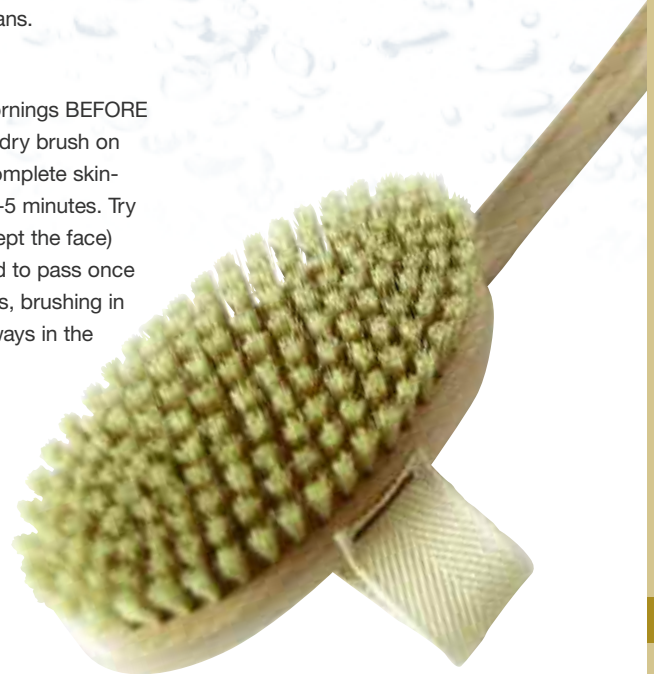 ans.
ornings BEFORE
dry brush on
omplete skin-
-5 minutes. Try
ept the face)
d to pass once
s, brushing in
ways in the